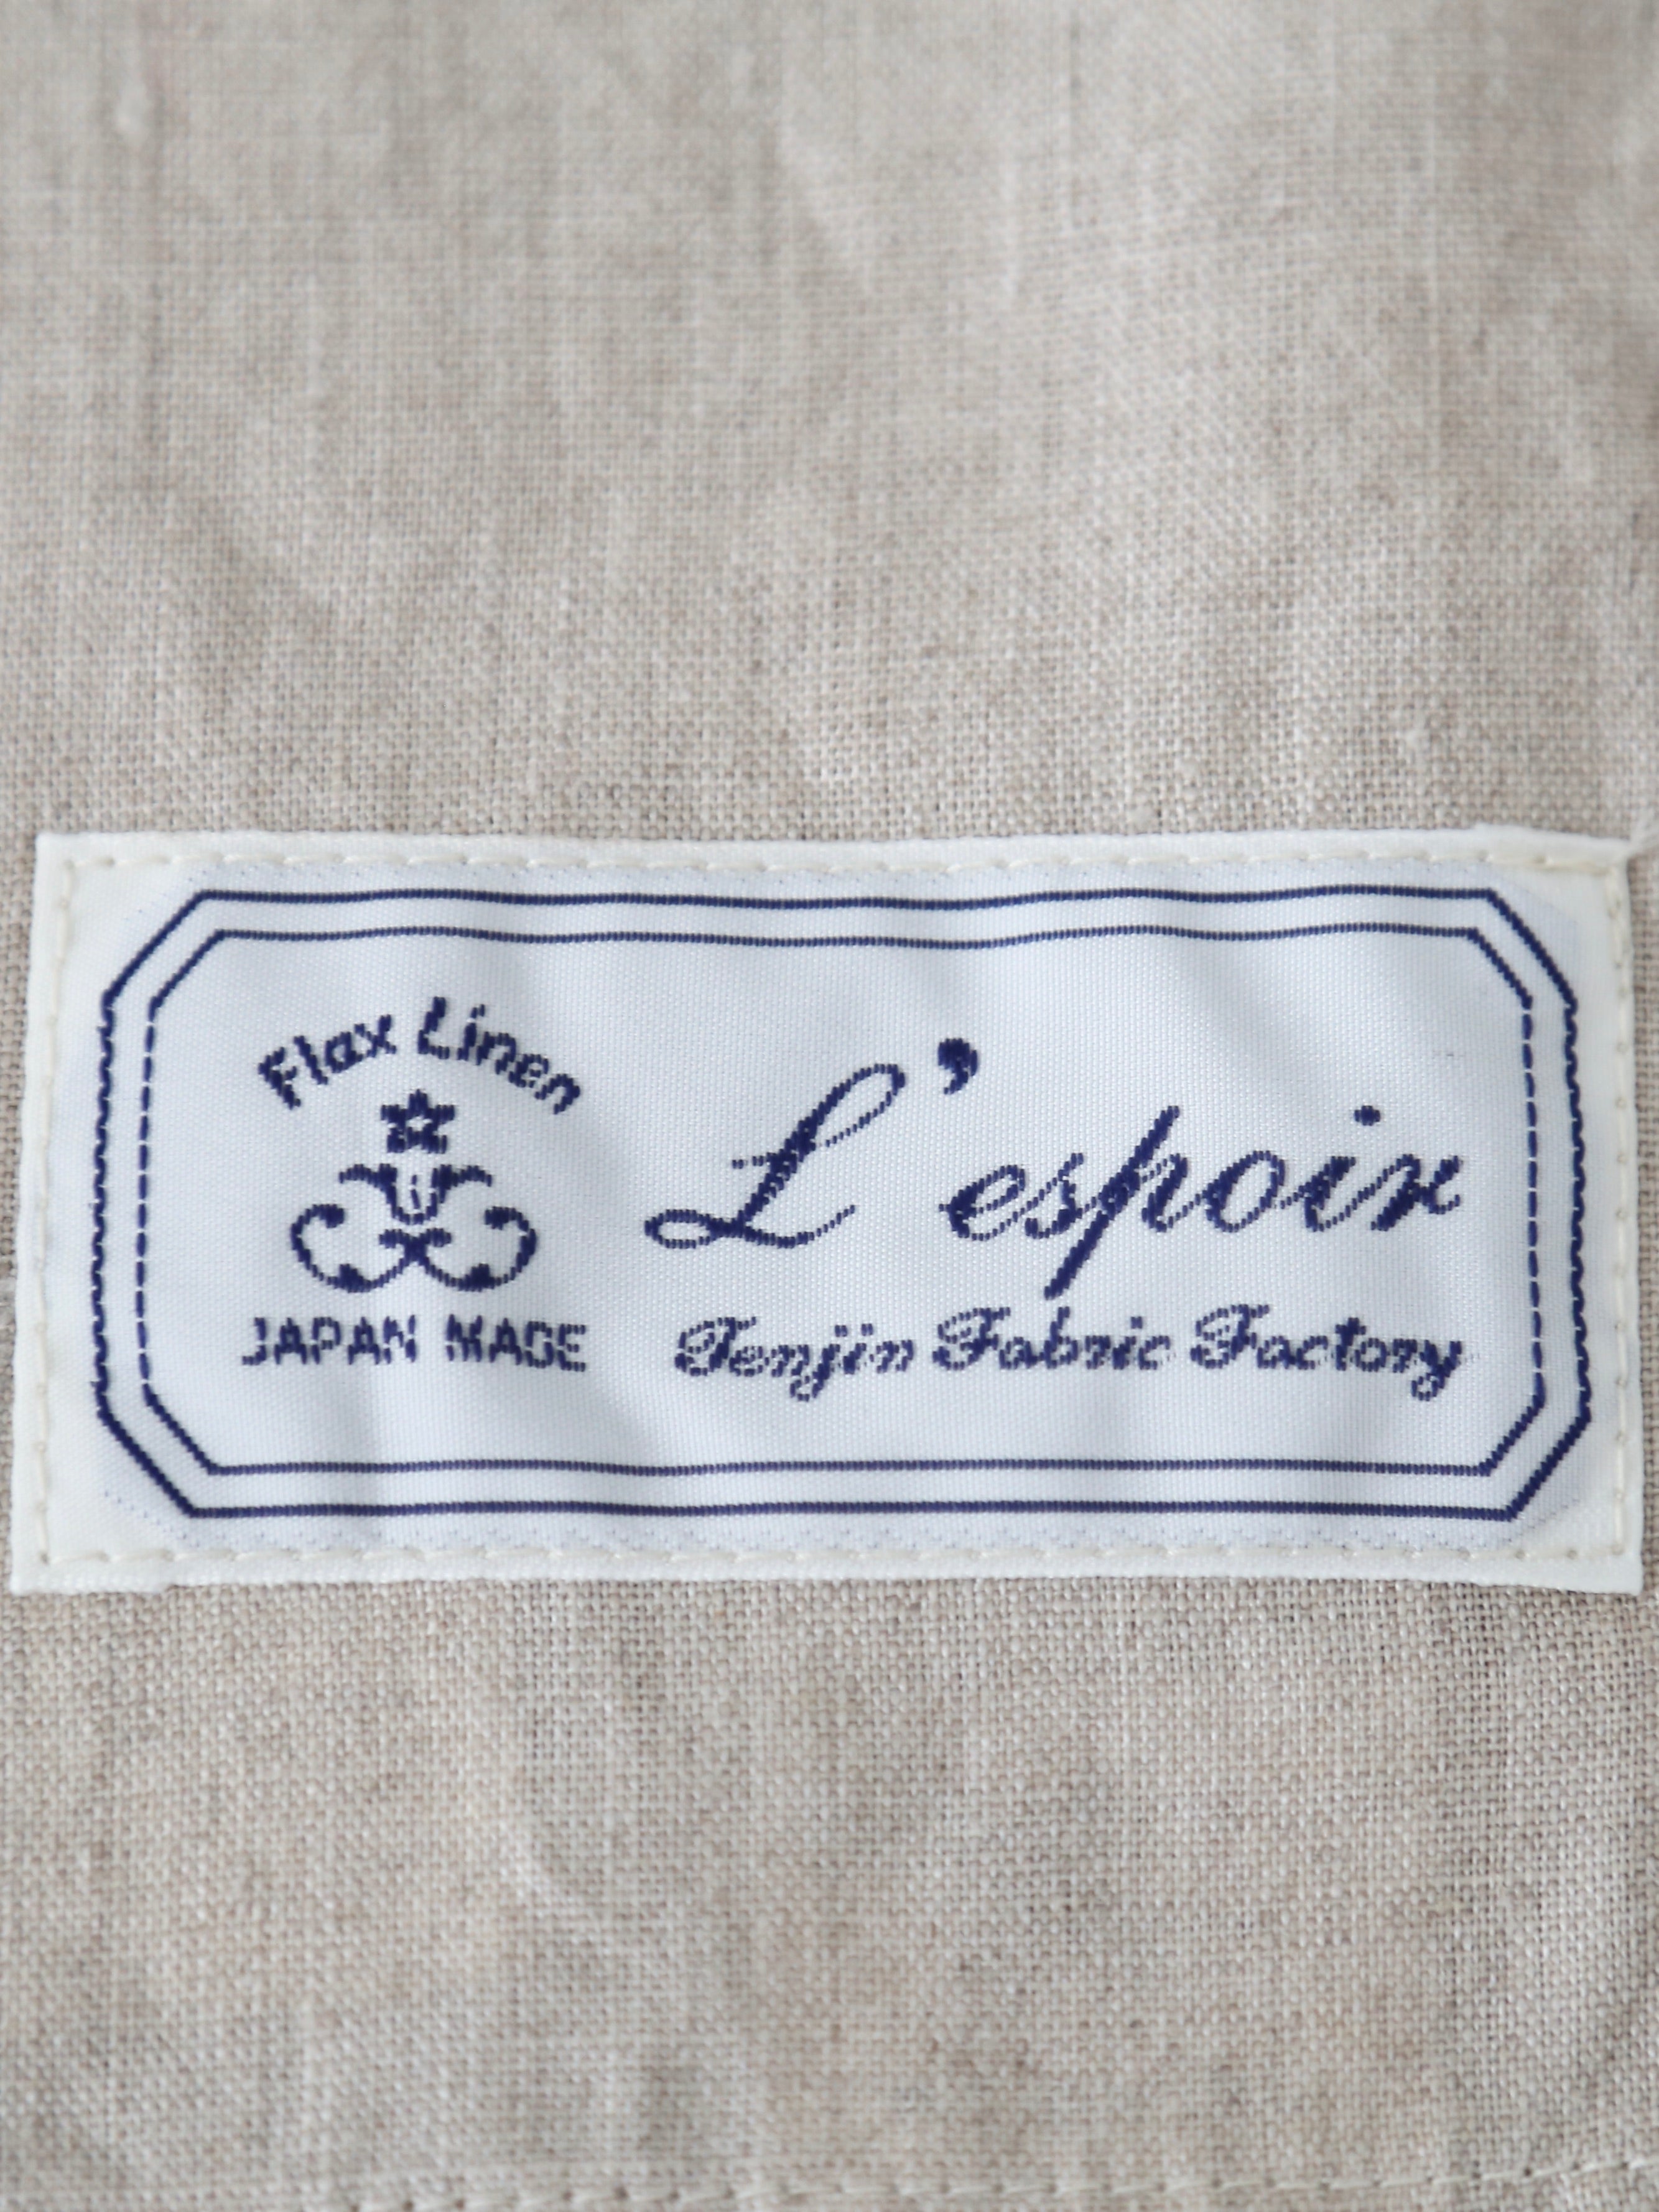 Flax Linen
JAPAN MADE
L'espoir
Tenjin Fabric Factory